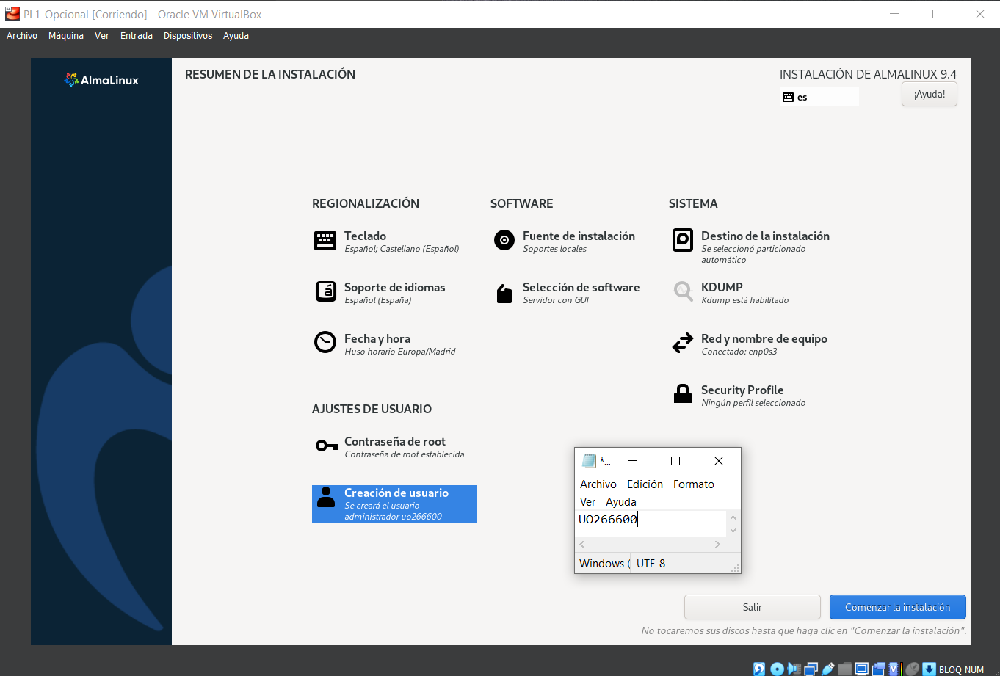 PL1-Opcional [Corriendo] - Oracle VM VirtualBox
Archivo Máquina Ver Entrada Dispositivos Ayuda
AlmaLinux
RESUMEN DE LA INSTALACIÓN
INSTALACIÓN DE ALMALINUX 9.4
es
¡Ayuda!
REGIONALIZACIÓN
Teclado
Español; Castellano (Español)
Soporte de idiomas
Español (España)
Fecha y hora
Huso horario Europa/Madrid
SOFTWARE
Fuente de instalación
Soportes locales
Selección de software
Servidor con GUI
SISTEMA
Destino de la instalación
Se seleccionó particionado
automático
KDUMP
Kdump está habilitado
Red y nombre de equipo
Conectado: enp0s3
Security Profile
Ningún perfil seleccionado
AJUSTES DE USUARIO
Contraseña de root
Contraseña de root establecida
Creación de usuario
Se creará el usuario
administrador uo266600
*...
Archivo Edición Formato
Ver Ayuda
UO266600
Windows ( UTF-8
Salir
Comenzar la instalación
No tocaremos sus discos hasta que haga clic en "Comenzar la instalación".
BLOQ NUM